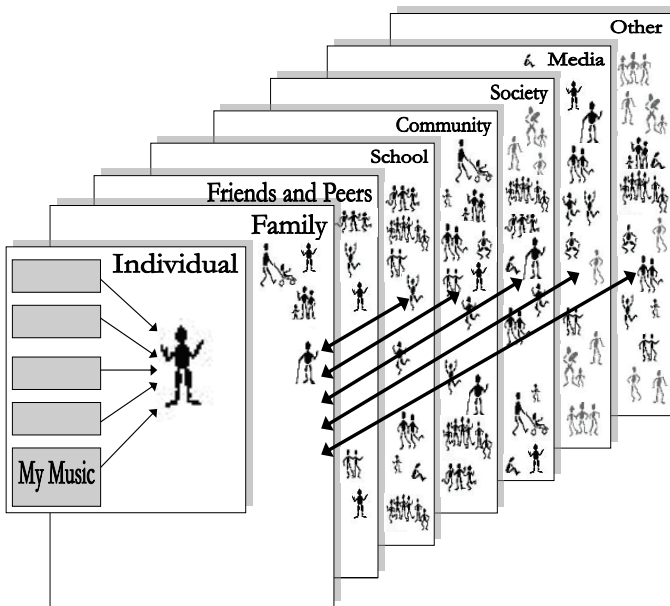 Other
Media
Society
Community
School
Friends and Peers
Family
Individual
My Music